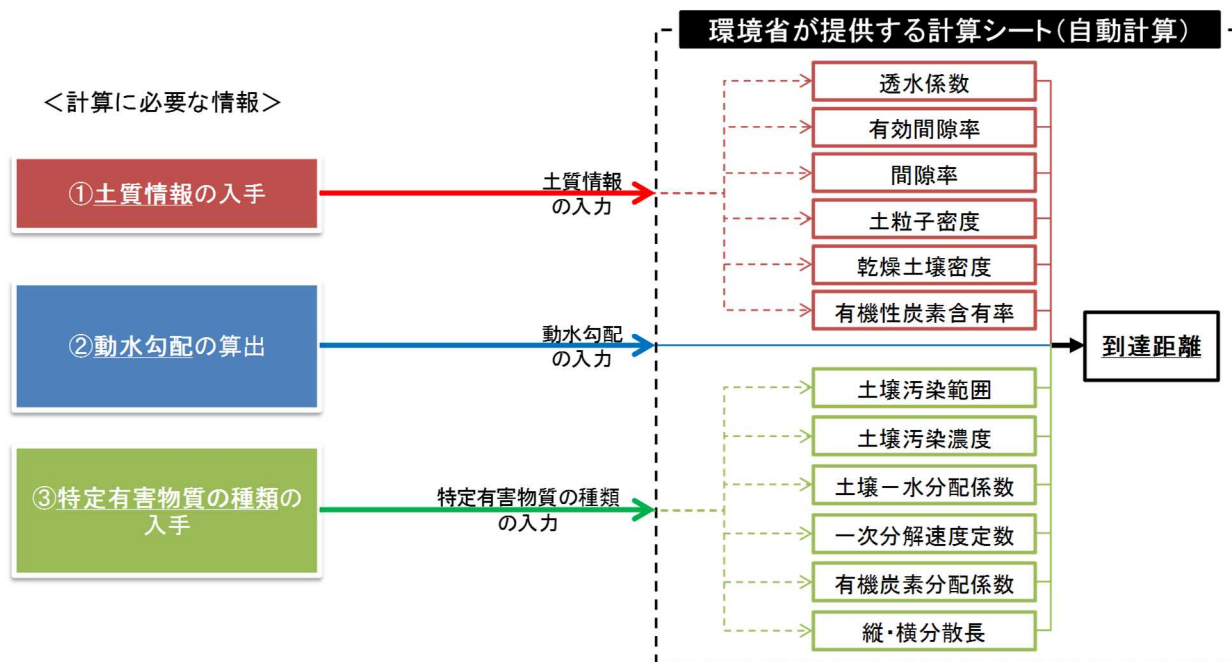 環境省が提供する計算シート(自動計算)
＜計算に必要な情報＞
①土質情報の入手
土質情報
の入力
透水係数
有効間隙率
間隙率
土粒子密度
乾燥土壌密度
有機性炭素含有率
②動水勾配の算出
動水勾配
の入力
到達距離
③特定有害物質の種類の
入手
特定有害物質の種類
の入力
土壌汚染範囲
土壌汚染濃度
土壌－水分配係数
一次分解速度定数
有機炭素分配係数
縦・横分散長